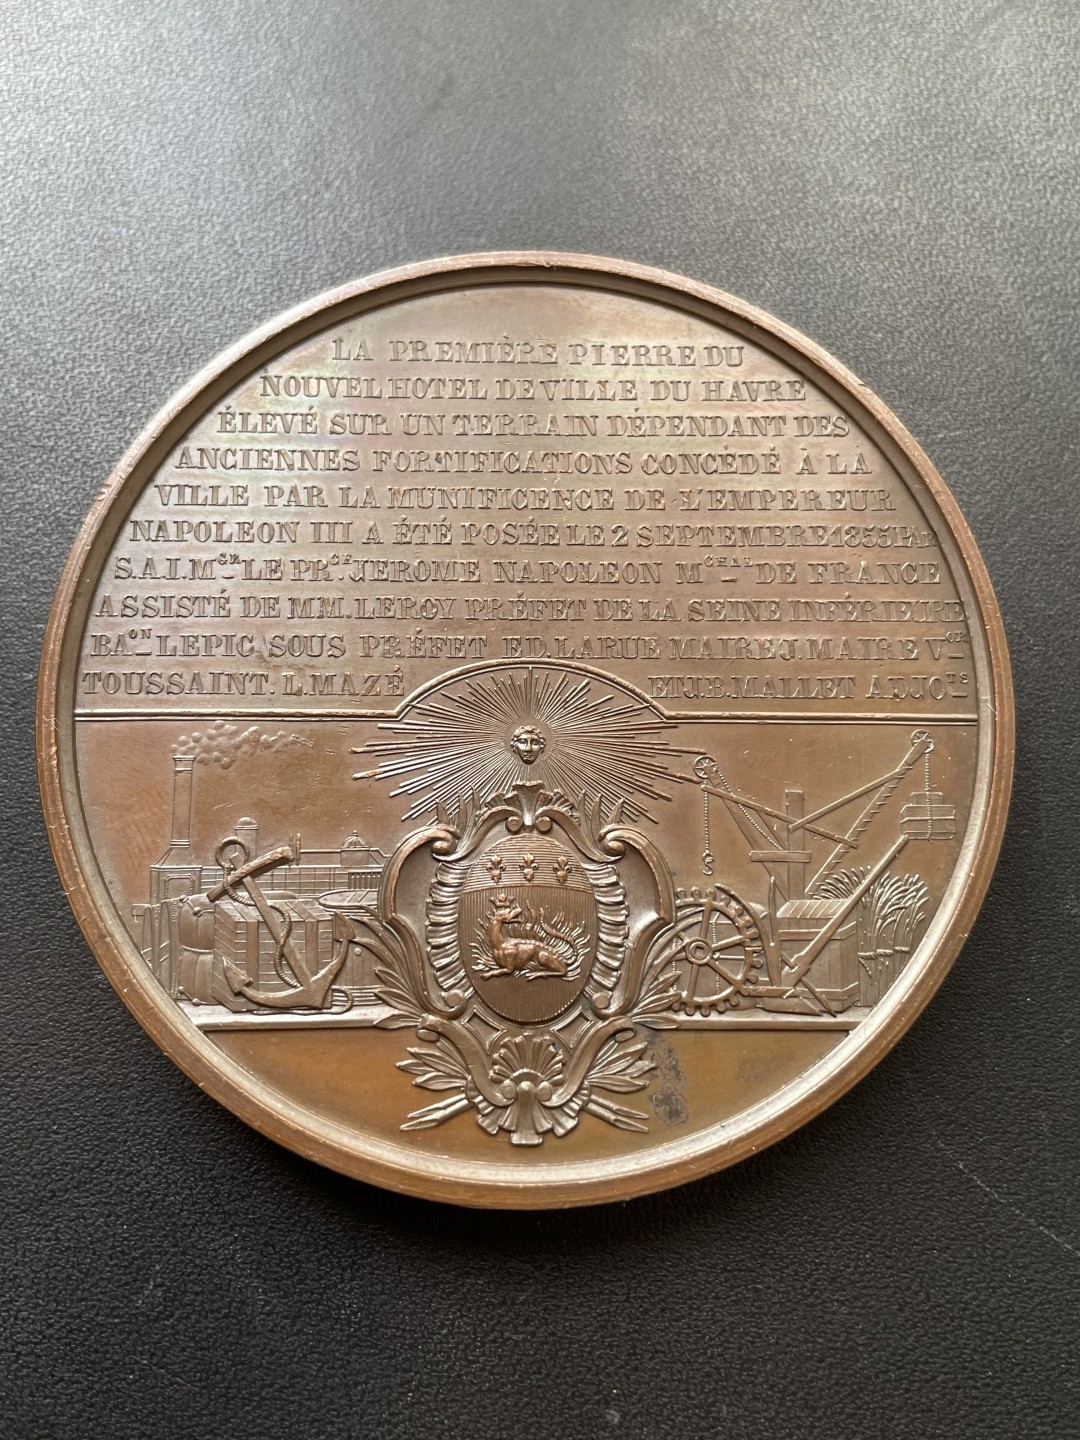 LA PREMIÈRE PIERRE DU
NOUVEL HOTEL DE VILLE DU HAVRE
ÉLEVÉ SUR UN TERRAIN DÉPENDANT DES
ANCIENNES FORTIFICATIONS CONCÉDÉ À LA
VILLE PAR LA MUNIFICENCE DE L'EMPEREUR
NAPOLEON III A ÉTÉ POSÉE LE 2 SEPTEMBRE 1855 PAR
S.A.I. MGR LE PRCE JEROME NAPOLEON MCHAL DE FRANCE
ASSISTÉ DE MM. LEROY PRÉFET DE LA SEINE INFÉRIEURE
BAON LEPIC SOUS PRÉFET ED. LARUE MAIRE J. MAIRE VOR
TOUSSAINT. L. MAZÉ ET J.B. MALLET ADJOTS